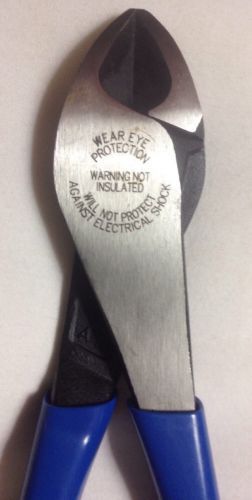 WEAR EYE
PROTECTION
WARNING NOT
INSULATED
WILL NOT PROTECT
AGAINST ELECTRICAL SHOCK